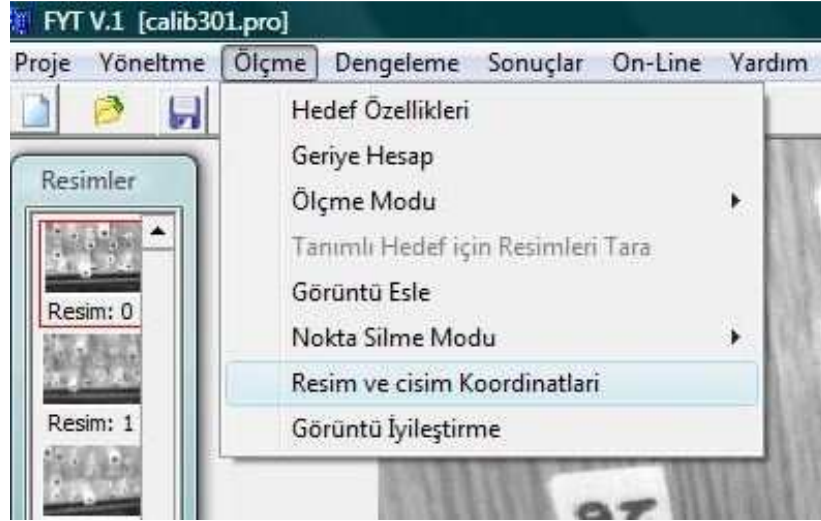 FYT V.1 [calib301.pro]
Proje Yöneltme Ölçme Dengeleme Sonuçlar On-Line Yardım
Hedef Özellikleri
Geriye Hesap
Ölçme Modu
Tanımlı Hedef için Resimleri Tara
Görüntü Esle
Nokta Silme Modu
Resim ve cisim Koordinatlari
Görüntü İyileştirme
Resimler
Resim: 0
Resim: 1